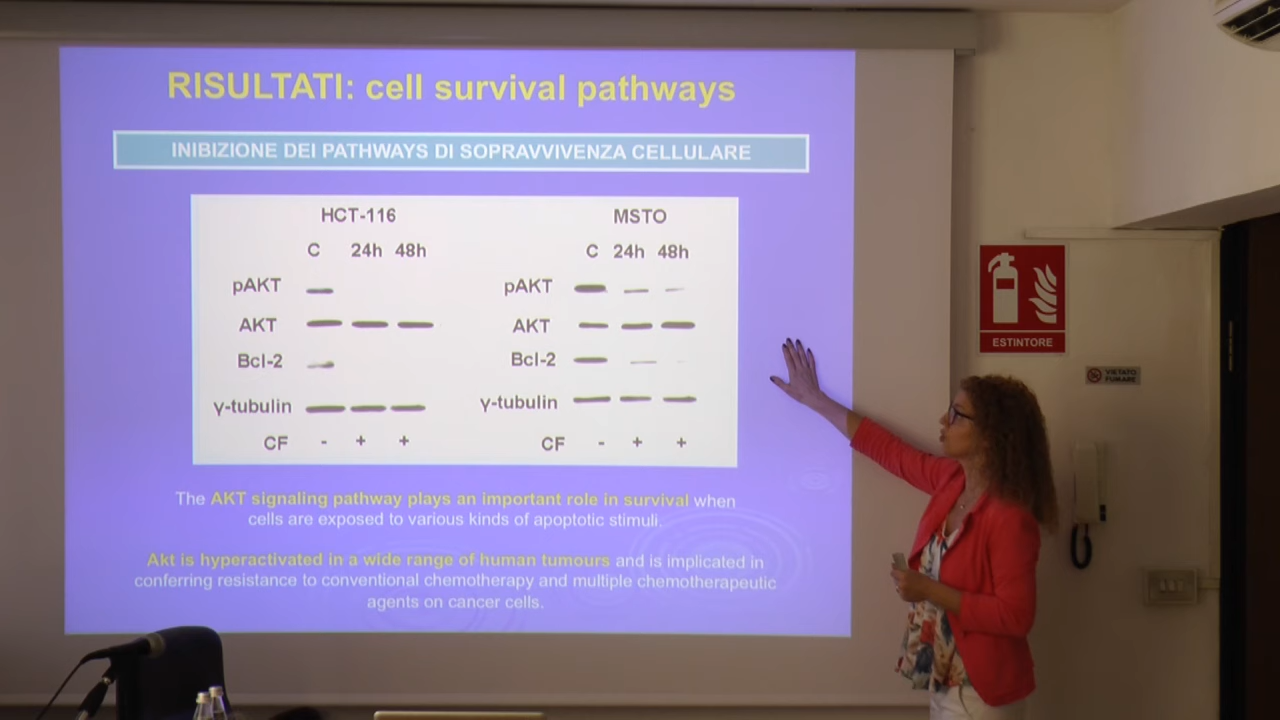 RISULTATI: cell survival pathways
INIBIZIONE DEI PATHWAYS DI SOPRAVVIVENZA CELLULARE
HCT-116
C 24h 48h
pAKT
AKT
Bcl-2
γ-tubulin
CF - + +
MSTO
C 24h 48h
pAKT
AKT
Bcl-2
γ-tubulin
CF - + +
The AKT signaling pathway plays an important role in survival when
cells are exposed to various kinds of apoptotic stimuli.
Akt is hyperactivated in a wide range of human tumours and is implicated in
conferring resistance to conventional chemotherapy and multiple chemotherapeutic
agents on cancer cells.
ESTINTORE
VIETATO
FUMARE